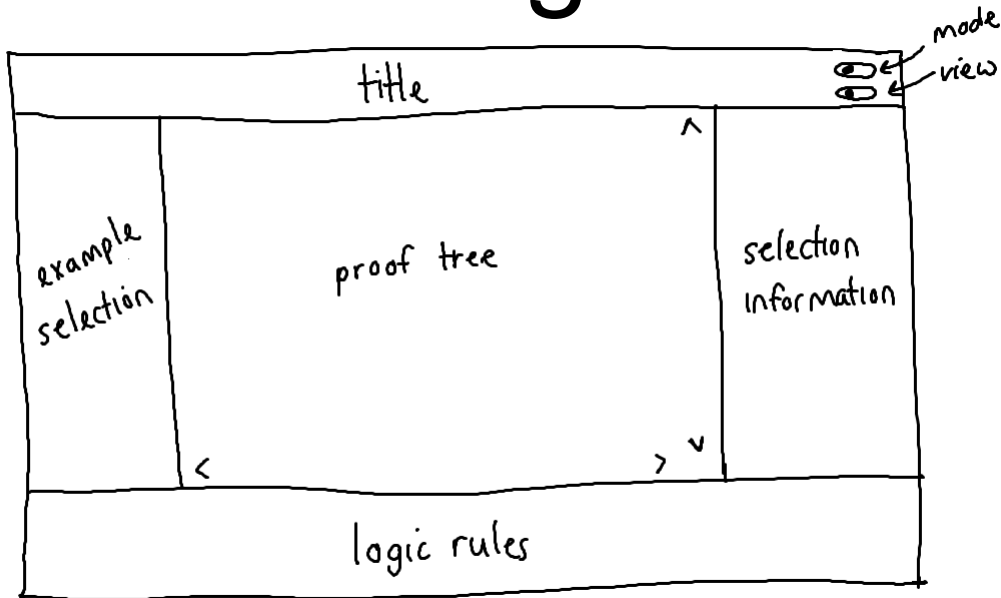 mode
title
view
example
selection
proof tree
selection
information
logic rules